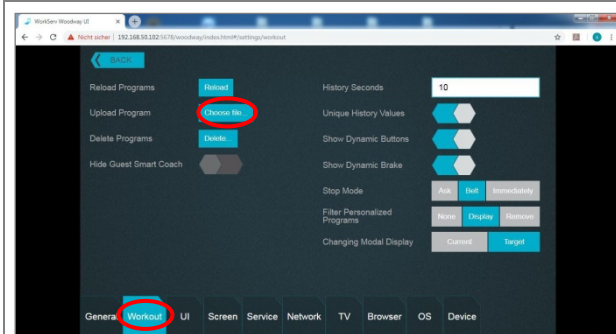 WorkServ Woodway UI
Nicht sicher | 192.168.50.102:5678/woodway/index.html#/settings/workout
BACK
Reload Programs
Reload
History Seconds
10
Upload Program
Choose file...
Unique History Values
Delete Programs
Delete...
Show Dynamic Buttons
Hide Guest Smart Coach
Show Dynamic Brake
Stop Mode
Ask Belt Immediately
Filter Personalized
Programs
None Display Remove
Changing Modal Display
Current Target
General Workout UI Screen Service Network TV Browser OS Device